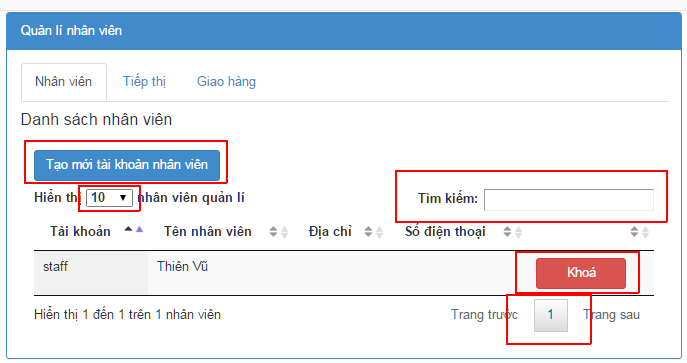 Quản lí nhân viên
Nhân viên Tiếp thị Giao hàng
Danh sách nhân viên
Tạo mới tài khoản nhân viên
Hiển thị 10 nhân viên quản lí Tìm kiếm:
Tài khoản Tên nhân viên Địa chỉ Số điện thoại
staff Thiên Vũ Khoá
Hiển thị 1 đến 1 trên 1 nhân viên Trang trước 1 Trang sau